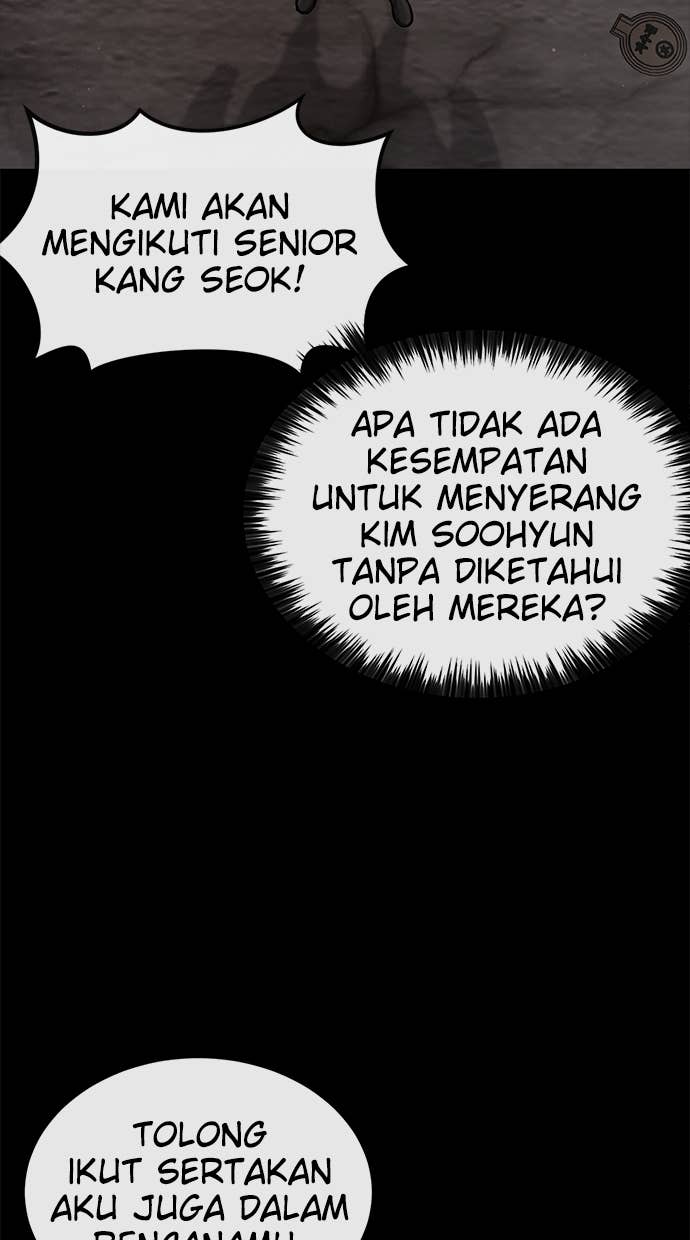 KAMI AKAN
MENGIKUTI SENIOR
KANG SEOK!
APA TIDAK ADA
KESEMPATAN
UNTUK MENYERANG
KIM SOOHYUN
TANPA DIKETAHUI
OLEH MEREKA?
TOLONG
IKUT SERTAKAN
AKU JUGA DALAM
RENCANAMU